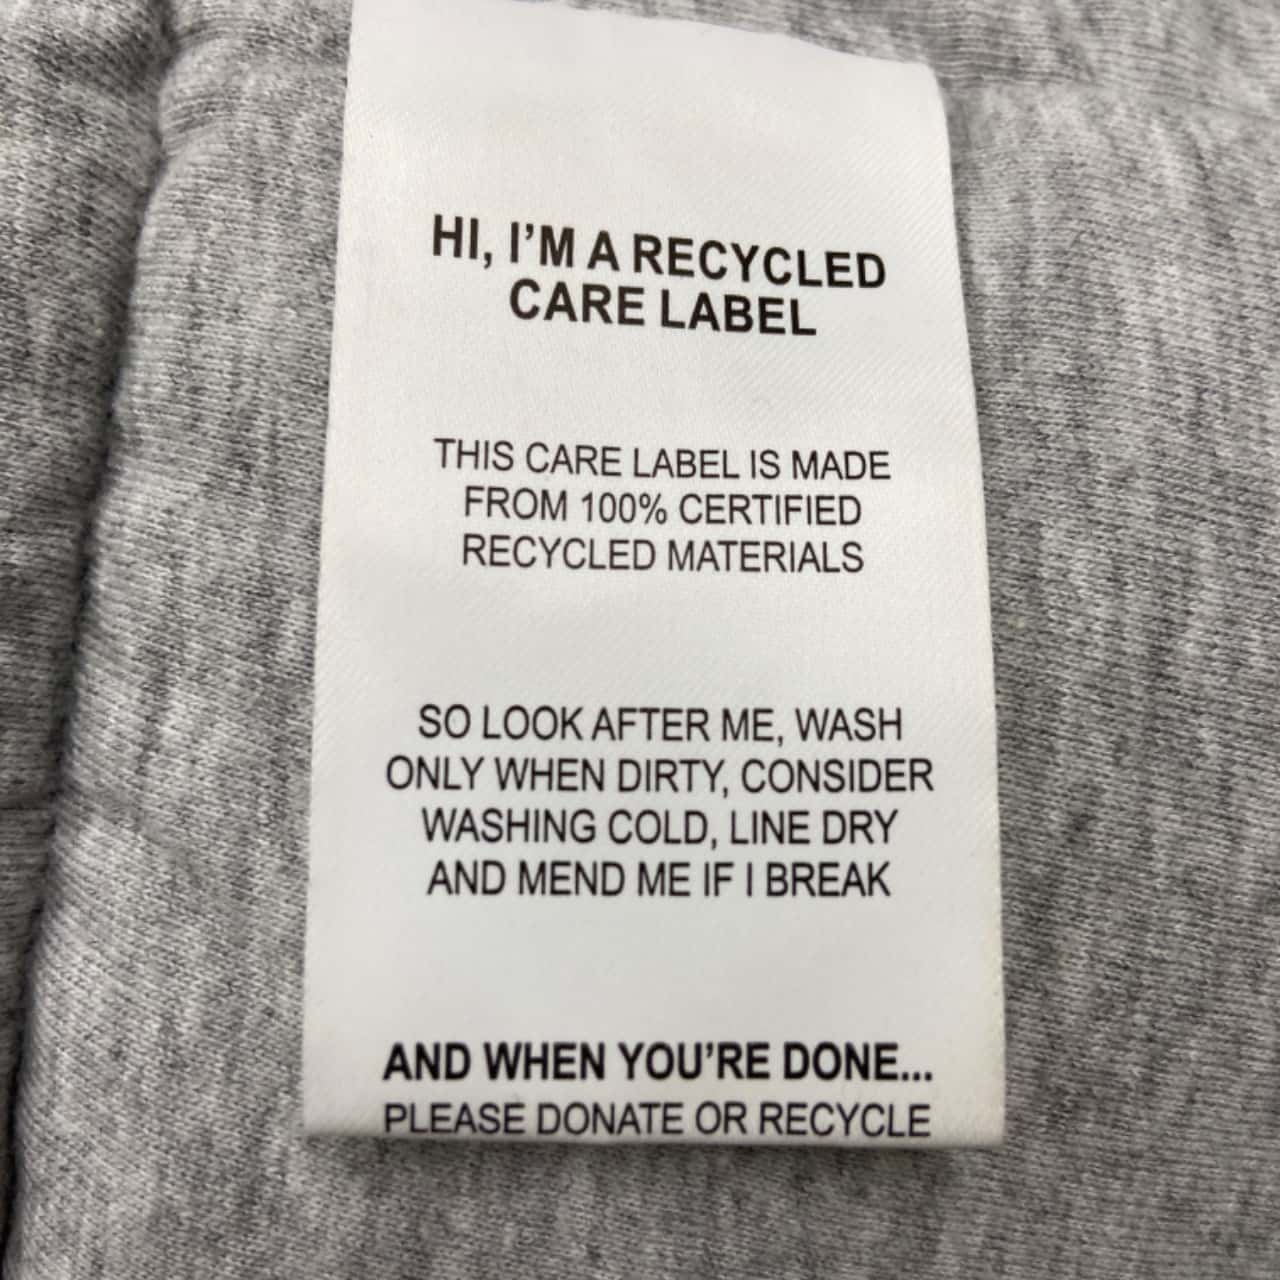 HI, I'M A RECYCLED
CARE LABEL
THIS CARE LABEL IS MADE
FROM 100% CERTIFIED
RECYCLED MATERIALS
SO LOOK AFTER ME, WASH
ONLY WHEN DIRTY, CONSIDER
WASHING COLD, LINE DRY
AND MEND ME IF I BREAK
AND WHEN YOU'RE DONE...
PLEASE DONATE OR RECYCLE